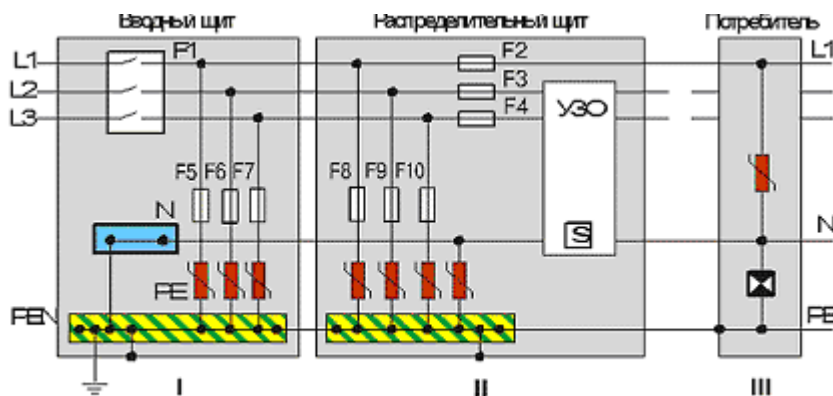 Вводный щит Распределительный щит Потребитель
L1 F1 F2 L1
L2 F3
L3 F4 УЗО
F5 F6 F7 F8 F9 F10
N S N
PE
PEN PE
I II III